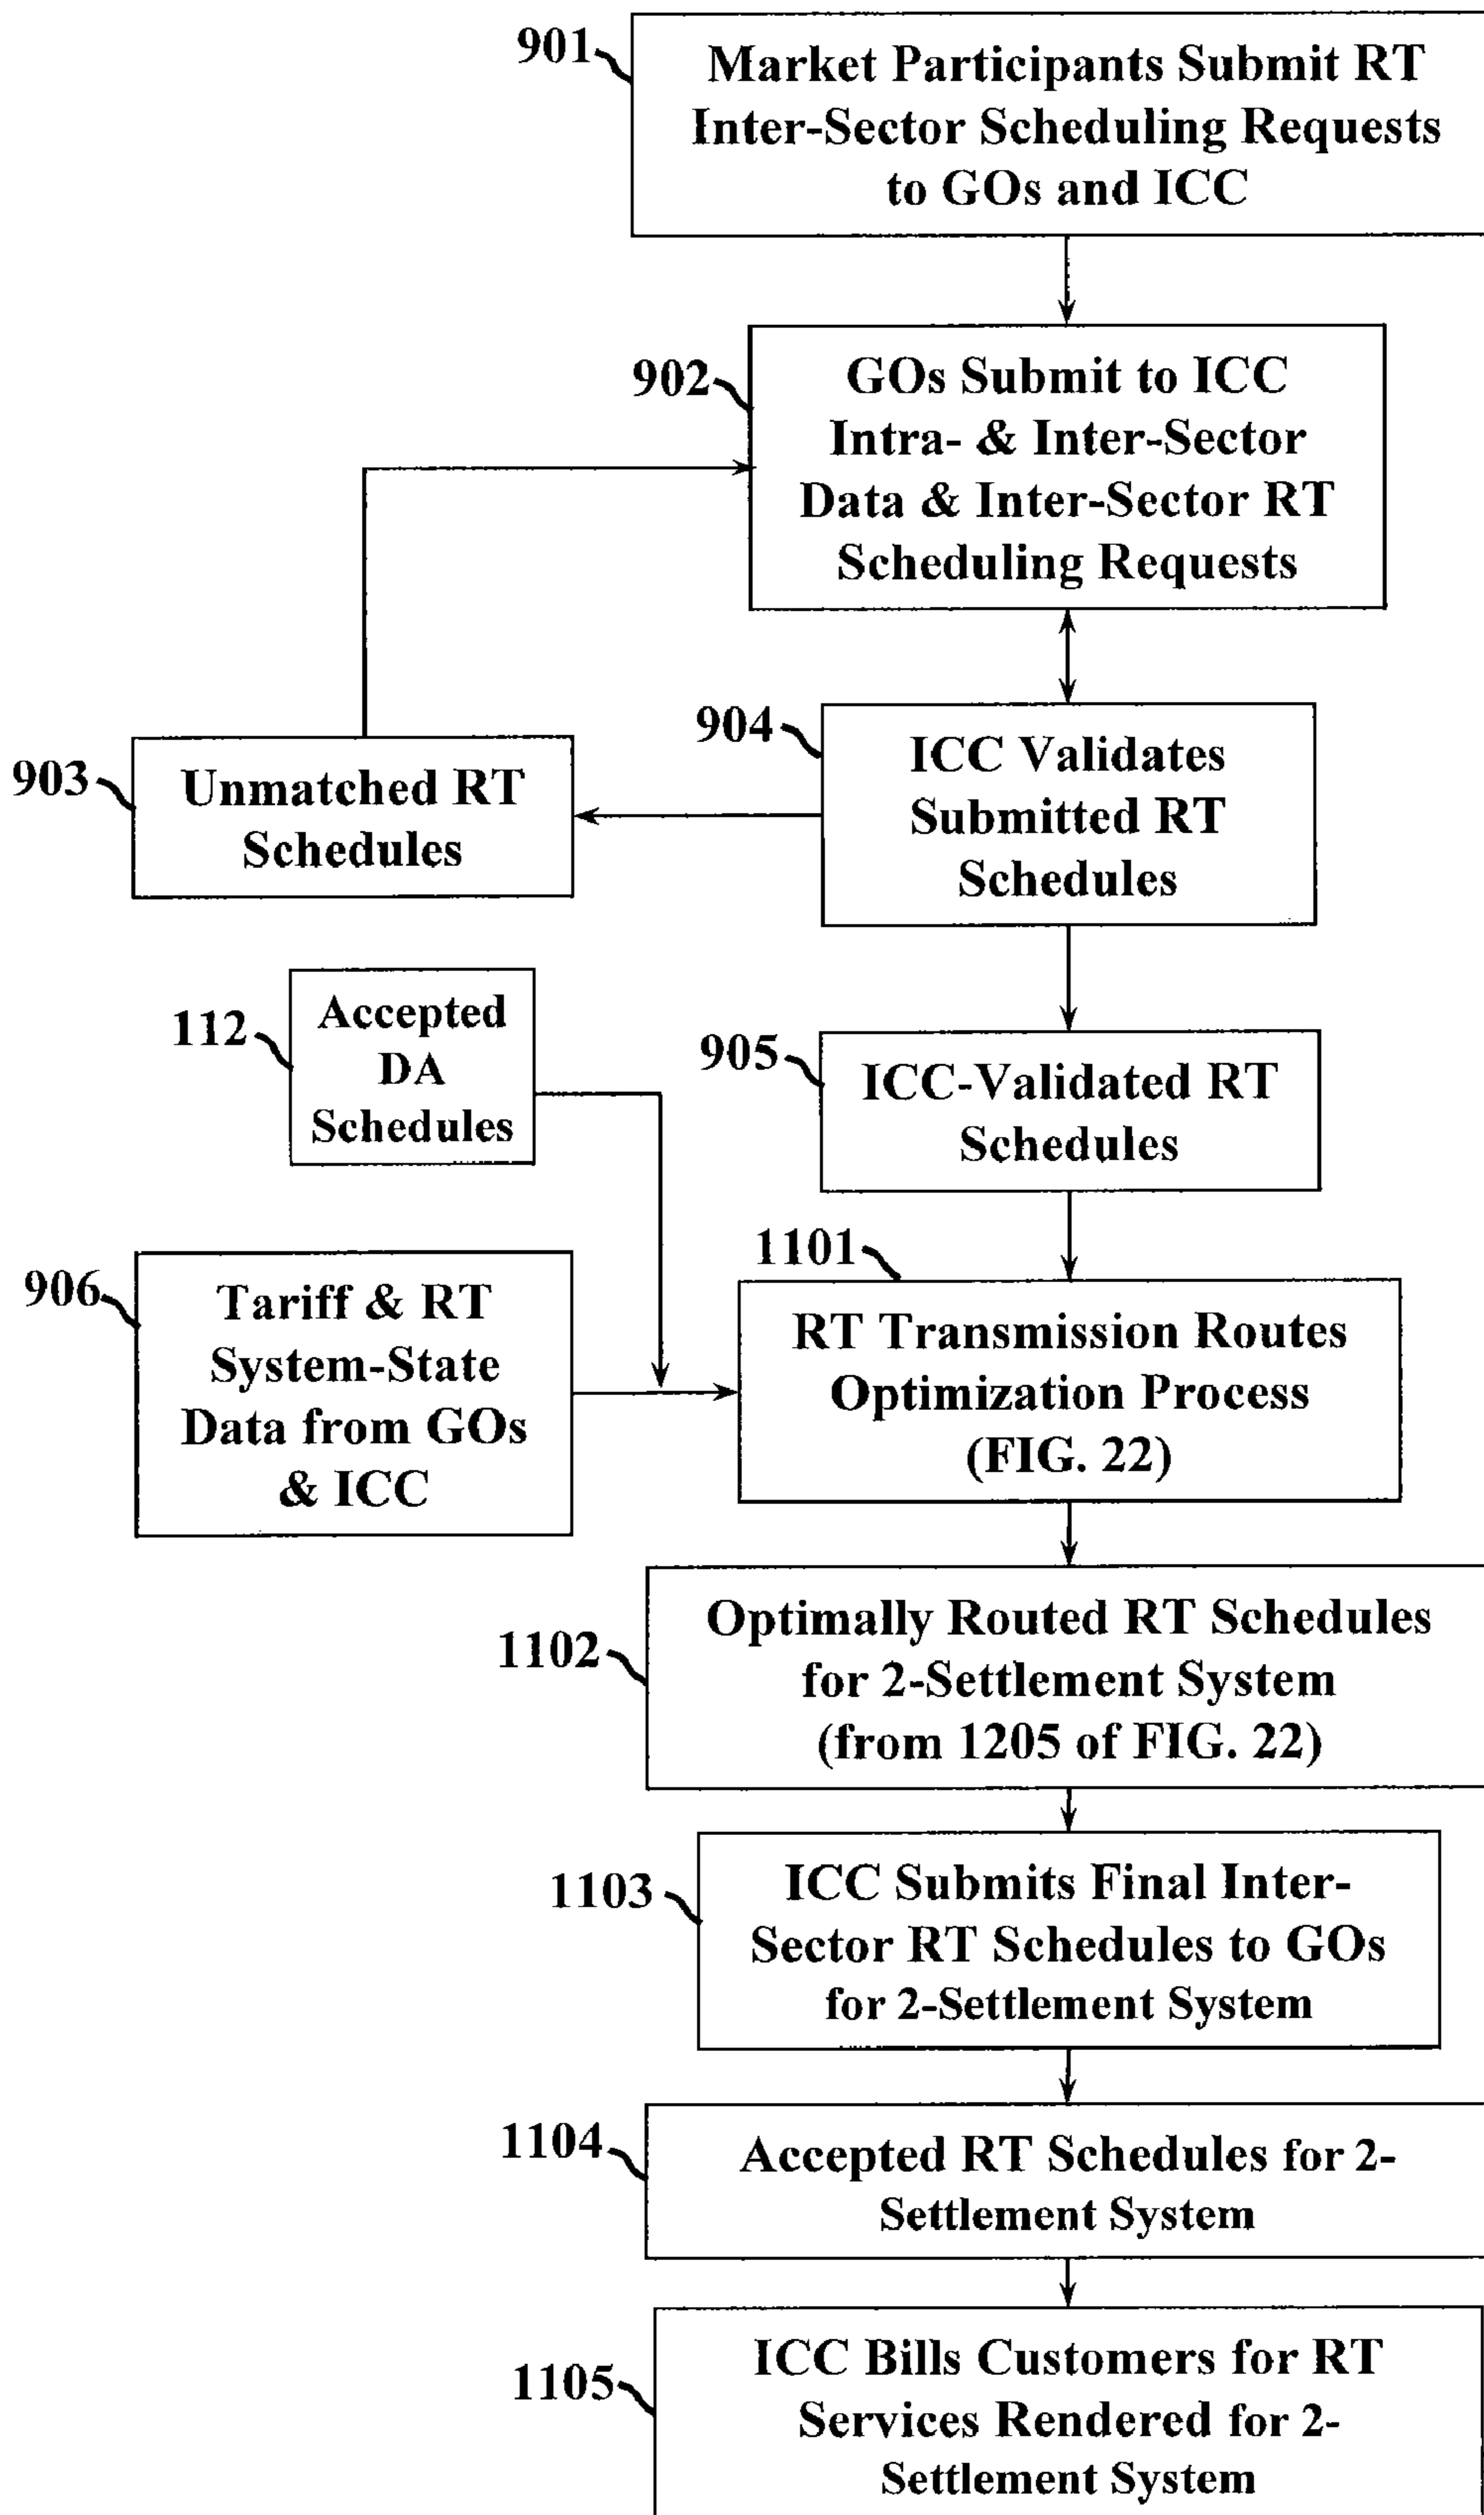 901
Market Participants Submit RT
Inter-Sector Scheduling Requests
to GOs and ICC
902
GOs Submit to ICC
Intra- & Inter-Sector
Data & Inter-Sector RT
Scheduling Requests
903
Unmatched RT
Schedules
904
ICC Validates
Submitted RT
Schedules
112
Accepted
DA
Schedules
905
ICC-Validated RT
Schedules
906
Tariff & RT
System-State
Data from GOs
& ICC
1101
RT Transmission Routes
Optimization Process
(FIG. 22)
1102
Optimally Routed RT Schedules
for 2-Settlement System
(from 1205 of FIG. 22)
1103
ICC Submits Final Inter-
Sector RT Schedules to GOs
for 2-Settlement System
1104
Accepted RT Schedules for 2-
Settlement System
1105
ICC Bills Customers for RT
Services Rendered for 2-
Settlement System